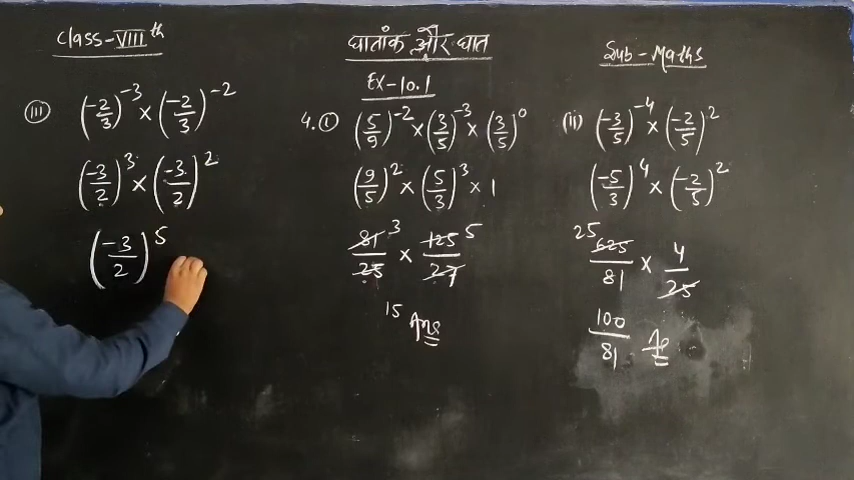 Class-VIII th
घातांक और घात
Sub-Maths
Ex-10.1
(iii) (-2/3)^-3 × (-2/3)^-2
(-3/2)^3 × (-3/2)^2
(-3/2)^5
4. (i) (5/9)^-2 × (3/5)^-3 × (3/5)^0
(9/5)^2 × (5/3)^3 × 1
81/25 3 × 125/27 5
15 Ans
(ii) (-3/5)^-4 × (-2/5)^2
(-5/3)^4 × (-2/5)^2
25 625/81 × 4/25
100/81